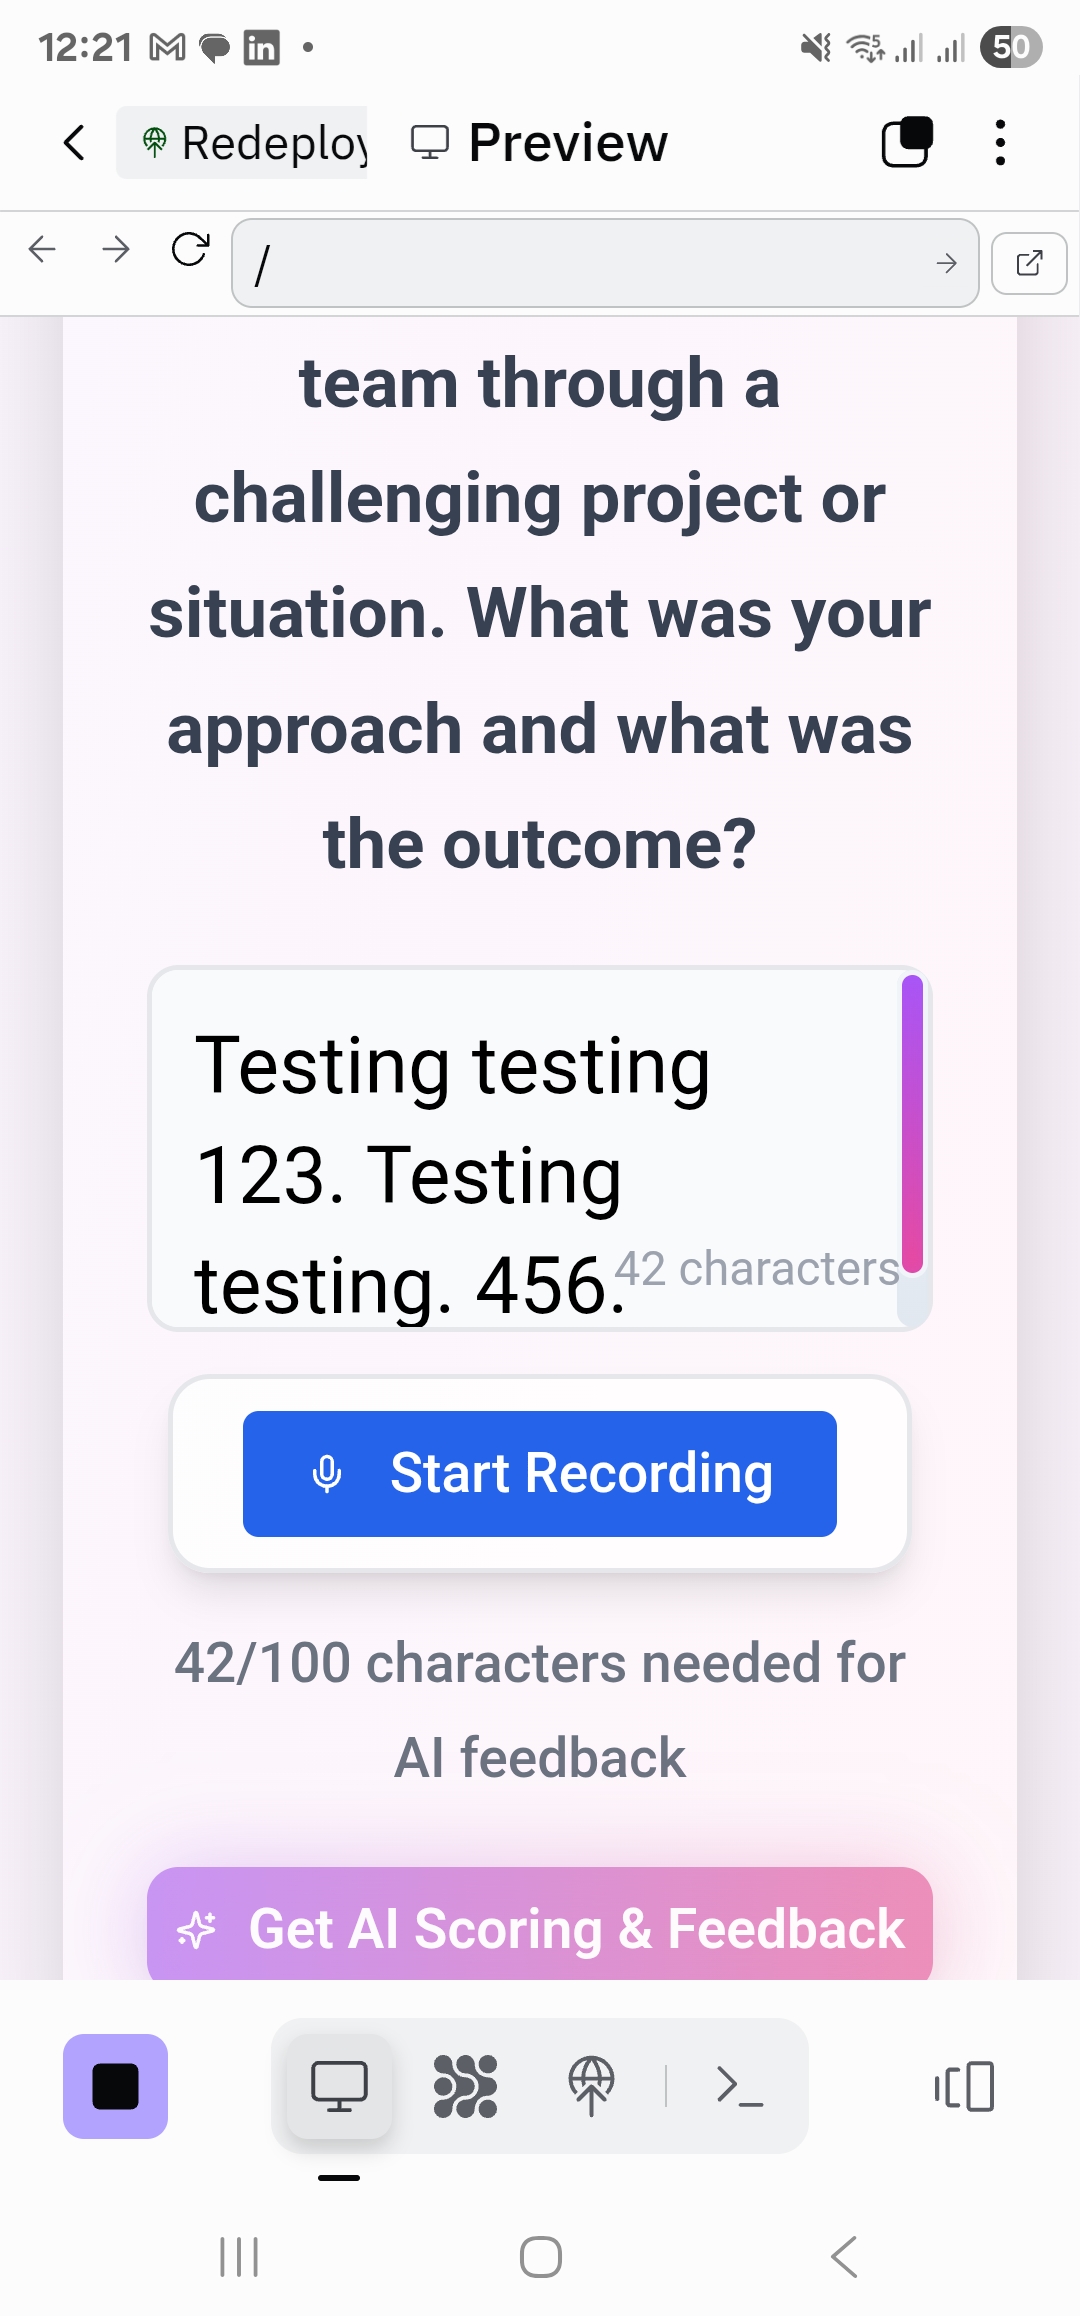 12:21
50
Redeploy
Preview
/
team through a
challenging project or
situation. What was your
approach and what was
the outcome?
Testing testing
123. Testing
testing. 456.
42 characters
Start Recording
42/100 characters needed for
AI feedback
Get AI Scoring & Feedback